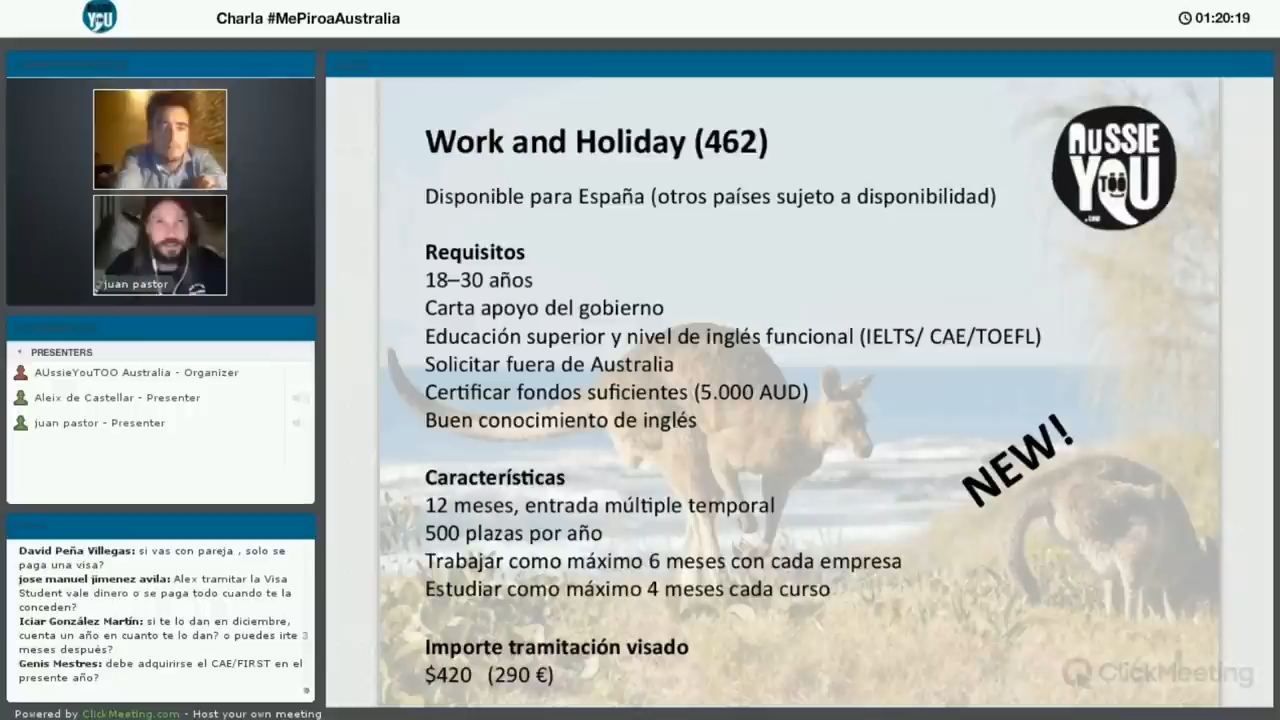 YOU
Charla #MePiroaAustralia
01:20:19
juan pastor
PRESENTERS
AUssieYouTOO Australia - Organizer
Aleix de Castellar - Presenter
juan pastor - Presenter
David Peña Villegas: si vas con pareja , solo se
paga una visa?
jose manuel jimenez avila: Alex tramitar la Visa
Student vale dinero o se paga todo cuando te la
conceden?
Iciar González Martín: si te lo dan en diciembre,
cuenta un año en cuanto te lo dan? o puedes irte 3
meses después?
Genis Mestres: debe adquirirse el CAE/FIRST en el
presente año?
Powered by ClickMeeting.com - Host your own meeting
Work and Holiday (462)
AUSSIE
YOU
TOO
.COM
Disponible para España (otros países sujeto a disponibilidad)
Requisitos
18–30 años
Carta apoyo del gobierno
Educación superior y nivel de inglés funcional (IELTS/ CAE/TOEFL)
Solicitar fuera de Australia
Certificar fondos suficientes (5.000 AUD)
Buen conocimiento de inglés
NEW!
Características
12 meses, entrada múltiple temporal
500 plazas por año
Trabajar como máximo 6 meses con cada empresa
Estudiar como máximo 4 meses cada curso
Importe tramitación visado
$420 (290 €)
ClickMeeting